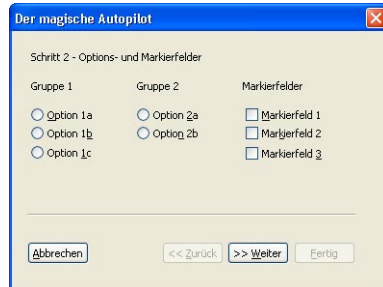 Der magische Autopilot
Schritt 2 - Options- und Markierfelder
Gruppe 1 Gruppe 2 Markierfelder
Option 1a Option 2a Markierfeld 1
Option 1b Option 2b Markierfeld 2
Option 1c Markierfeld 3
Abbrechen << Zurück >> Weiter Fertig